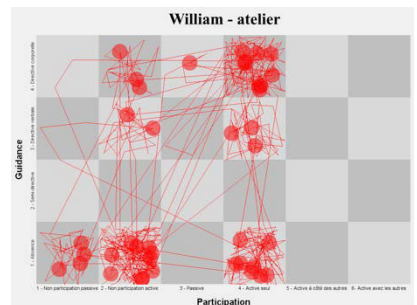 William - atelier
4 - Directive corporelle
3 - Directive verbale
2 - Semi directive
1 - Absence
Guidance
1 - Non participation passive 2 - Non participation active 3 - Passive 4 - Active seul 5 - Active à côté des autres 6- Active avec les autres
Participation